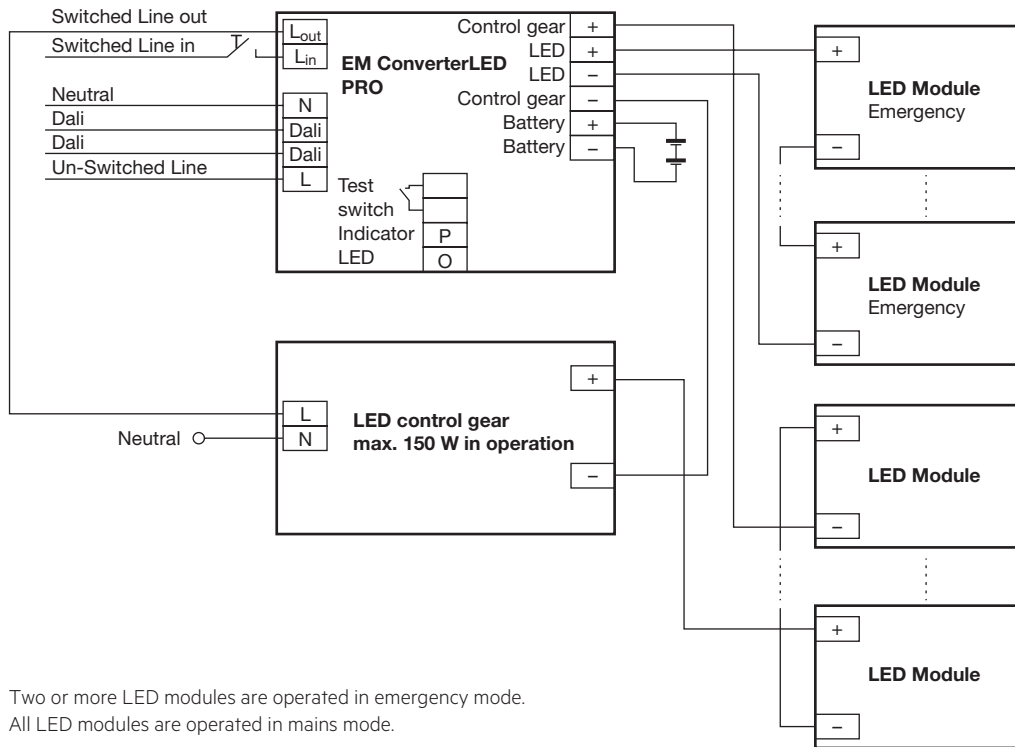 Switched Line out
Switched Line in
Neutral
Dali
Dali
Un-Switched Line
Lout
Lin
N
Dali
Dali
L
EM ConverterLED
PRO
Test
switch
Indicator
LED
P
O
Control gear +
LED +
LED –
Control gear –
Battery +
Battery –
+
LED Module
Emergency
–
+
LED Module
Emergency
–
Neutral
L
N
LED control gear
max. 150 W in operation
+
–
+
LED Module
–
+
LED Module
–
Two or more LED modules are operated in emergency mode.
All LED modules are operated in mains mode.